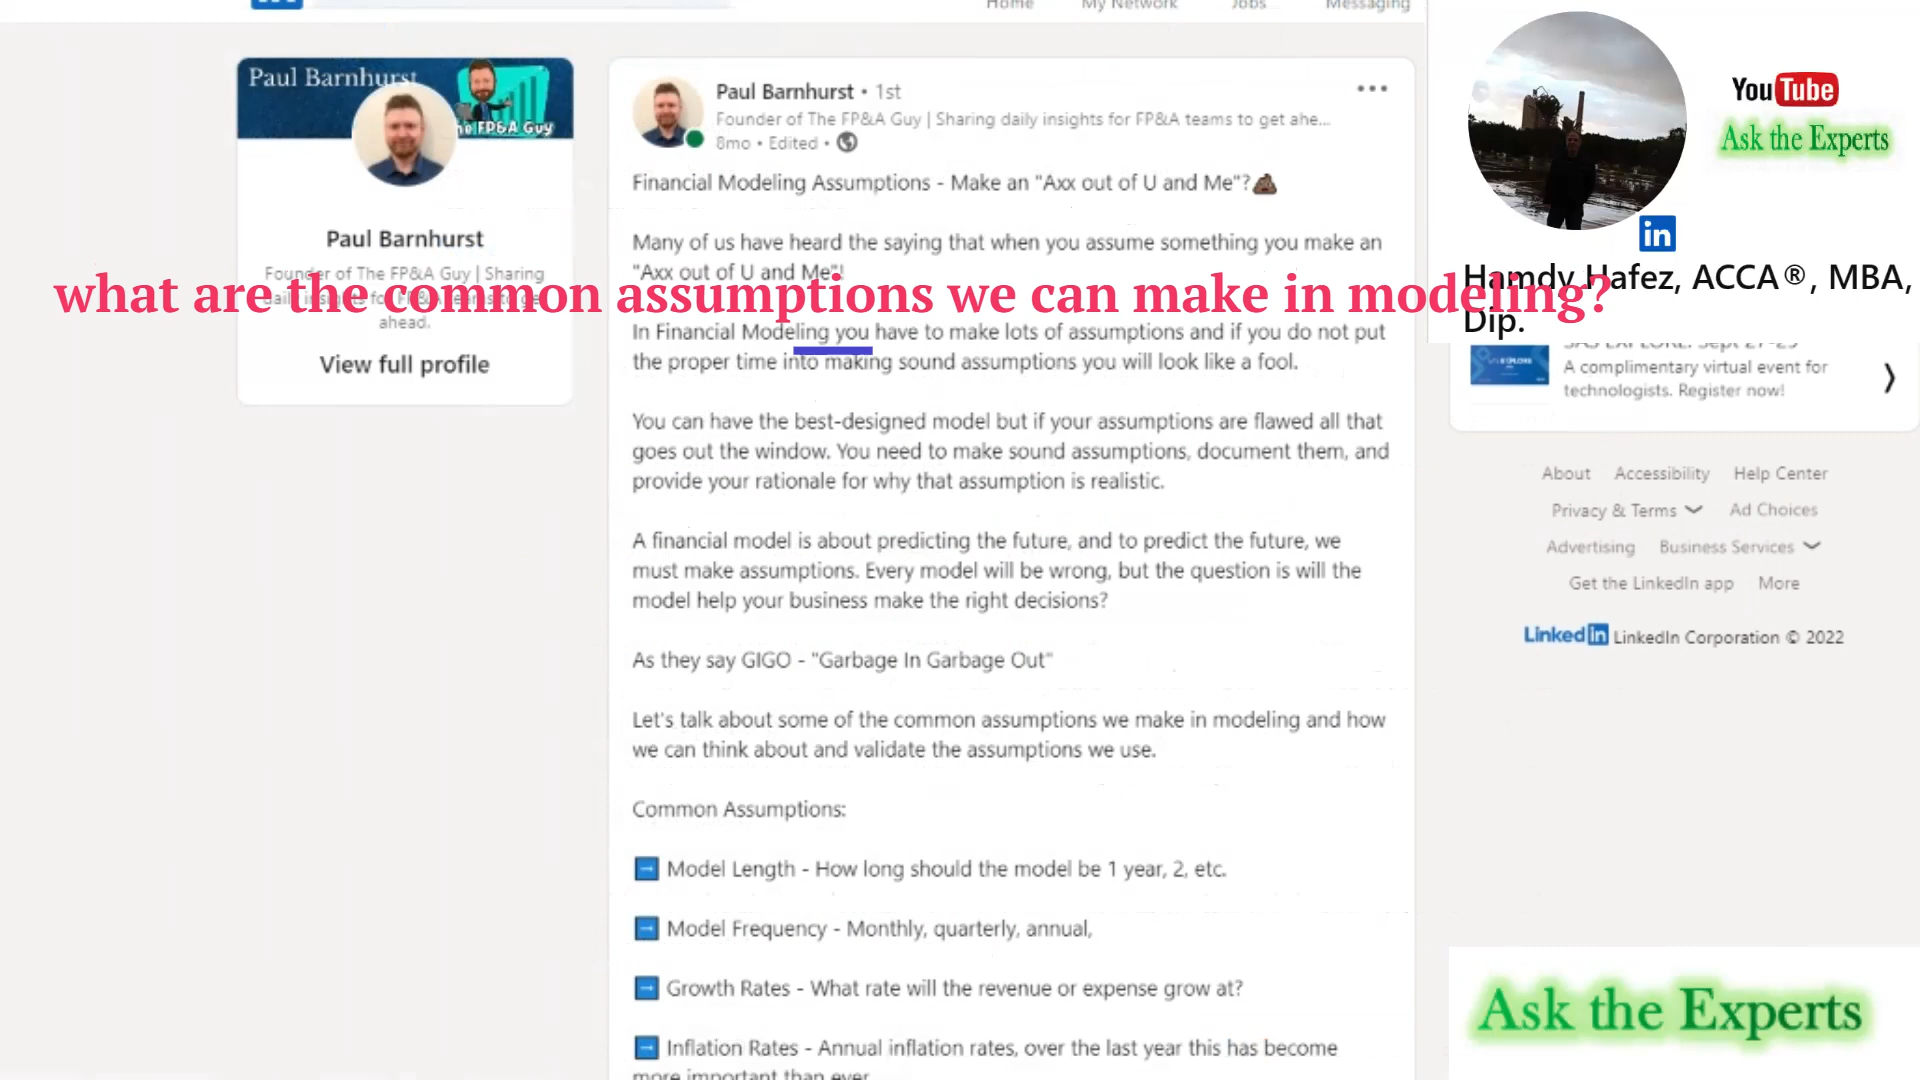 Home My Network Jobs Messaging
Paul Barnhurst
The FP&A Guy
Paul Barnhurst
Founder of The FP&A Guy | Sharing
ahead.
View full profile
Paul Barnhurst • 1st
Founder of The FP&A Guy | Sharing daily insights for FP&A teams to get ahe...
8mo • Edited •
Financial Modeling Assumptions - Make an "Axx out of U and Me"?
Many of us have heard the saying that when you assume something you make an
"Axx out of U and Me"!
what are the common assumptions we can make in modeling?
In Financial Modeling you have to make lots of assumptions and if you do not put
the proper time into making sound assumptions you will look like a fool.
You can have the best-designed model but if your assumptions are flawed all that
goes out the window. You need to make sound assumptions, document them, and
provide your rationale for why that assumption is realistic.
A financial model is about predicting the future, and to predict the future, we
must make assumptions. Every model will be wrong, but the question is will the
model help your business make the right decisions?
As they say GIGO - "Garbage In Garbage Out"
Let's talk about some of the common assumptions we make in modeling and how
we can think about and validate the assumptions we use.
Common Assumptions:
Model Length - How long should the model be 1 year, 2, etc.
Model Frequency - Monthly, quarterly, annual,
Growth Rates - What rate will the revenue or expense grow at?
Inflation Rates - Annual inflation rates, over the last year this has become
more important than ever
YouTube
Ask the Experts
in
Hamdy Hafez, ACCA®, MBA,
Dip.
A complimentary virtual event for
technologists. Register now!
About Accessibility Help Center
Privacy & Terms Ad Choices
Advertising Business Services
Get the LinkedIn app More
LinkedIn LinkedIn Corporation © 2022
Ask the Experts